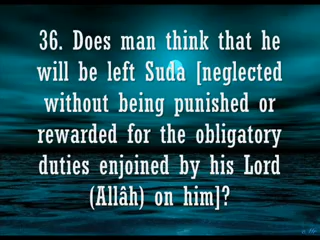 36. Does man think that he
will be left Suda [neglected
without being punished or
rewarded for the obligatory
duties enjoined by his Lord
(Allâh) on him]?